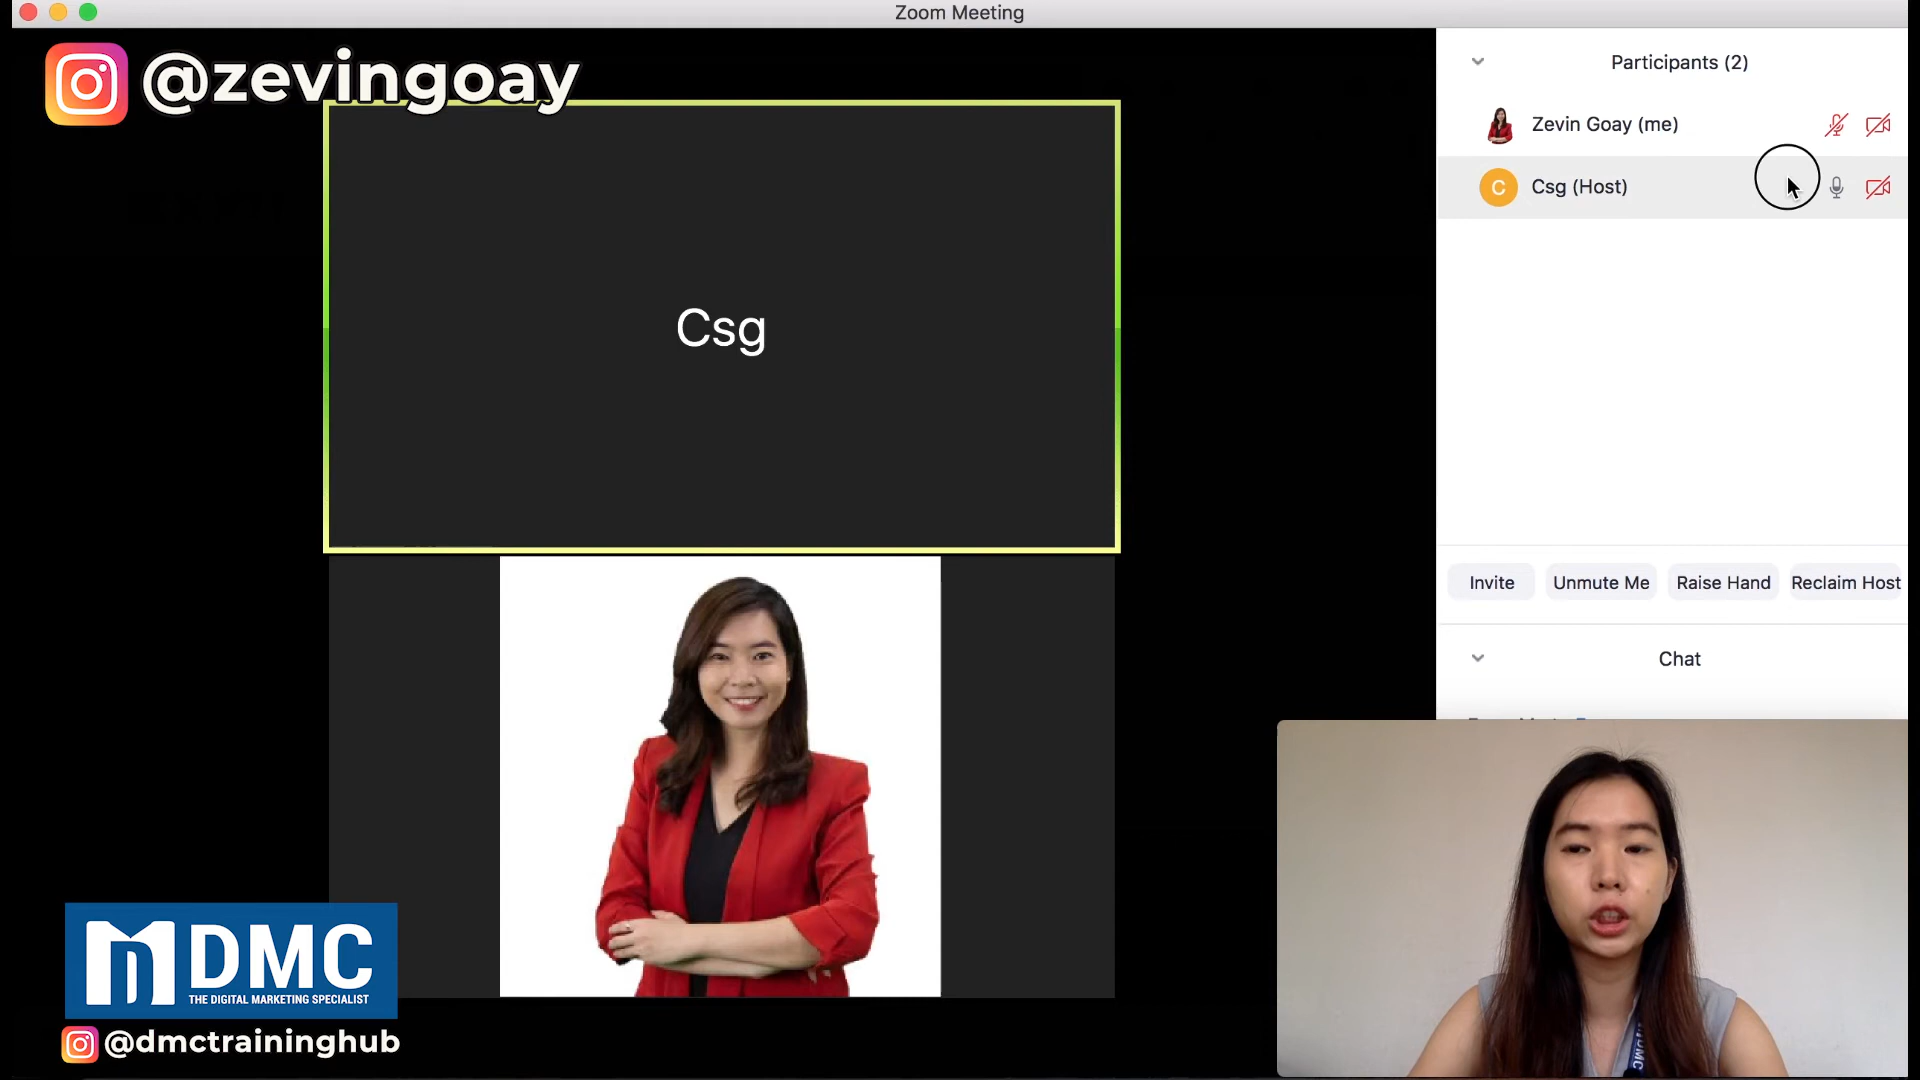 Zoom Meeting
@zevingoay
Participants (2)
Zevin Goay (me)
C
Csg (Host)
Csg
Invite
Unmute Me
Raise Hand
Reclaim Host
Chat
DMC
THE DIGITAL MARKETING SPECIALIST
@dmctraininghub
DMC